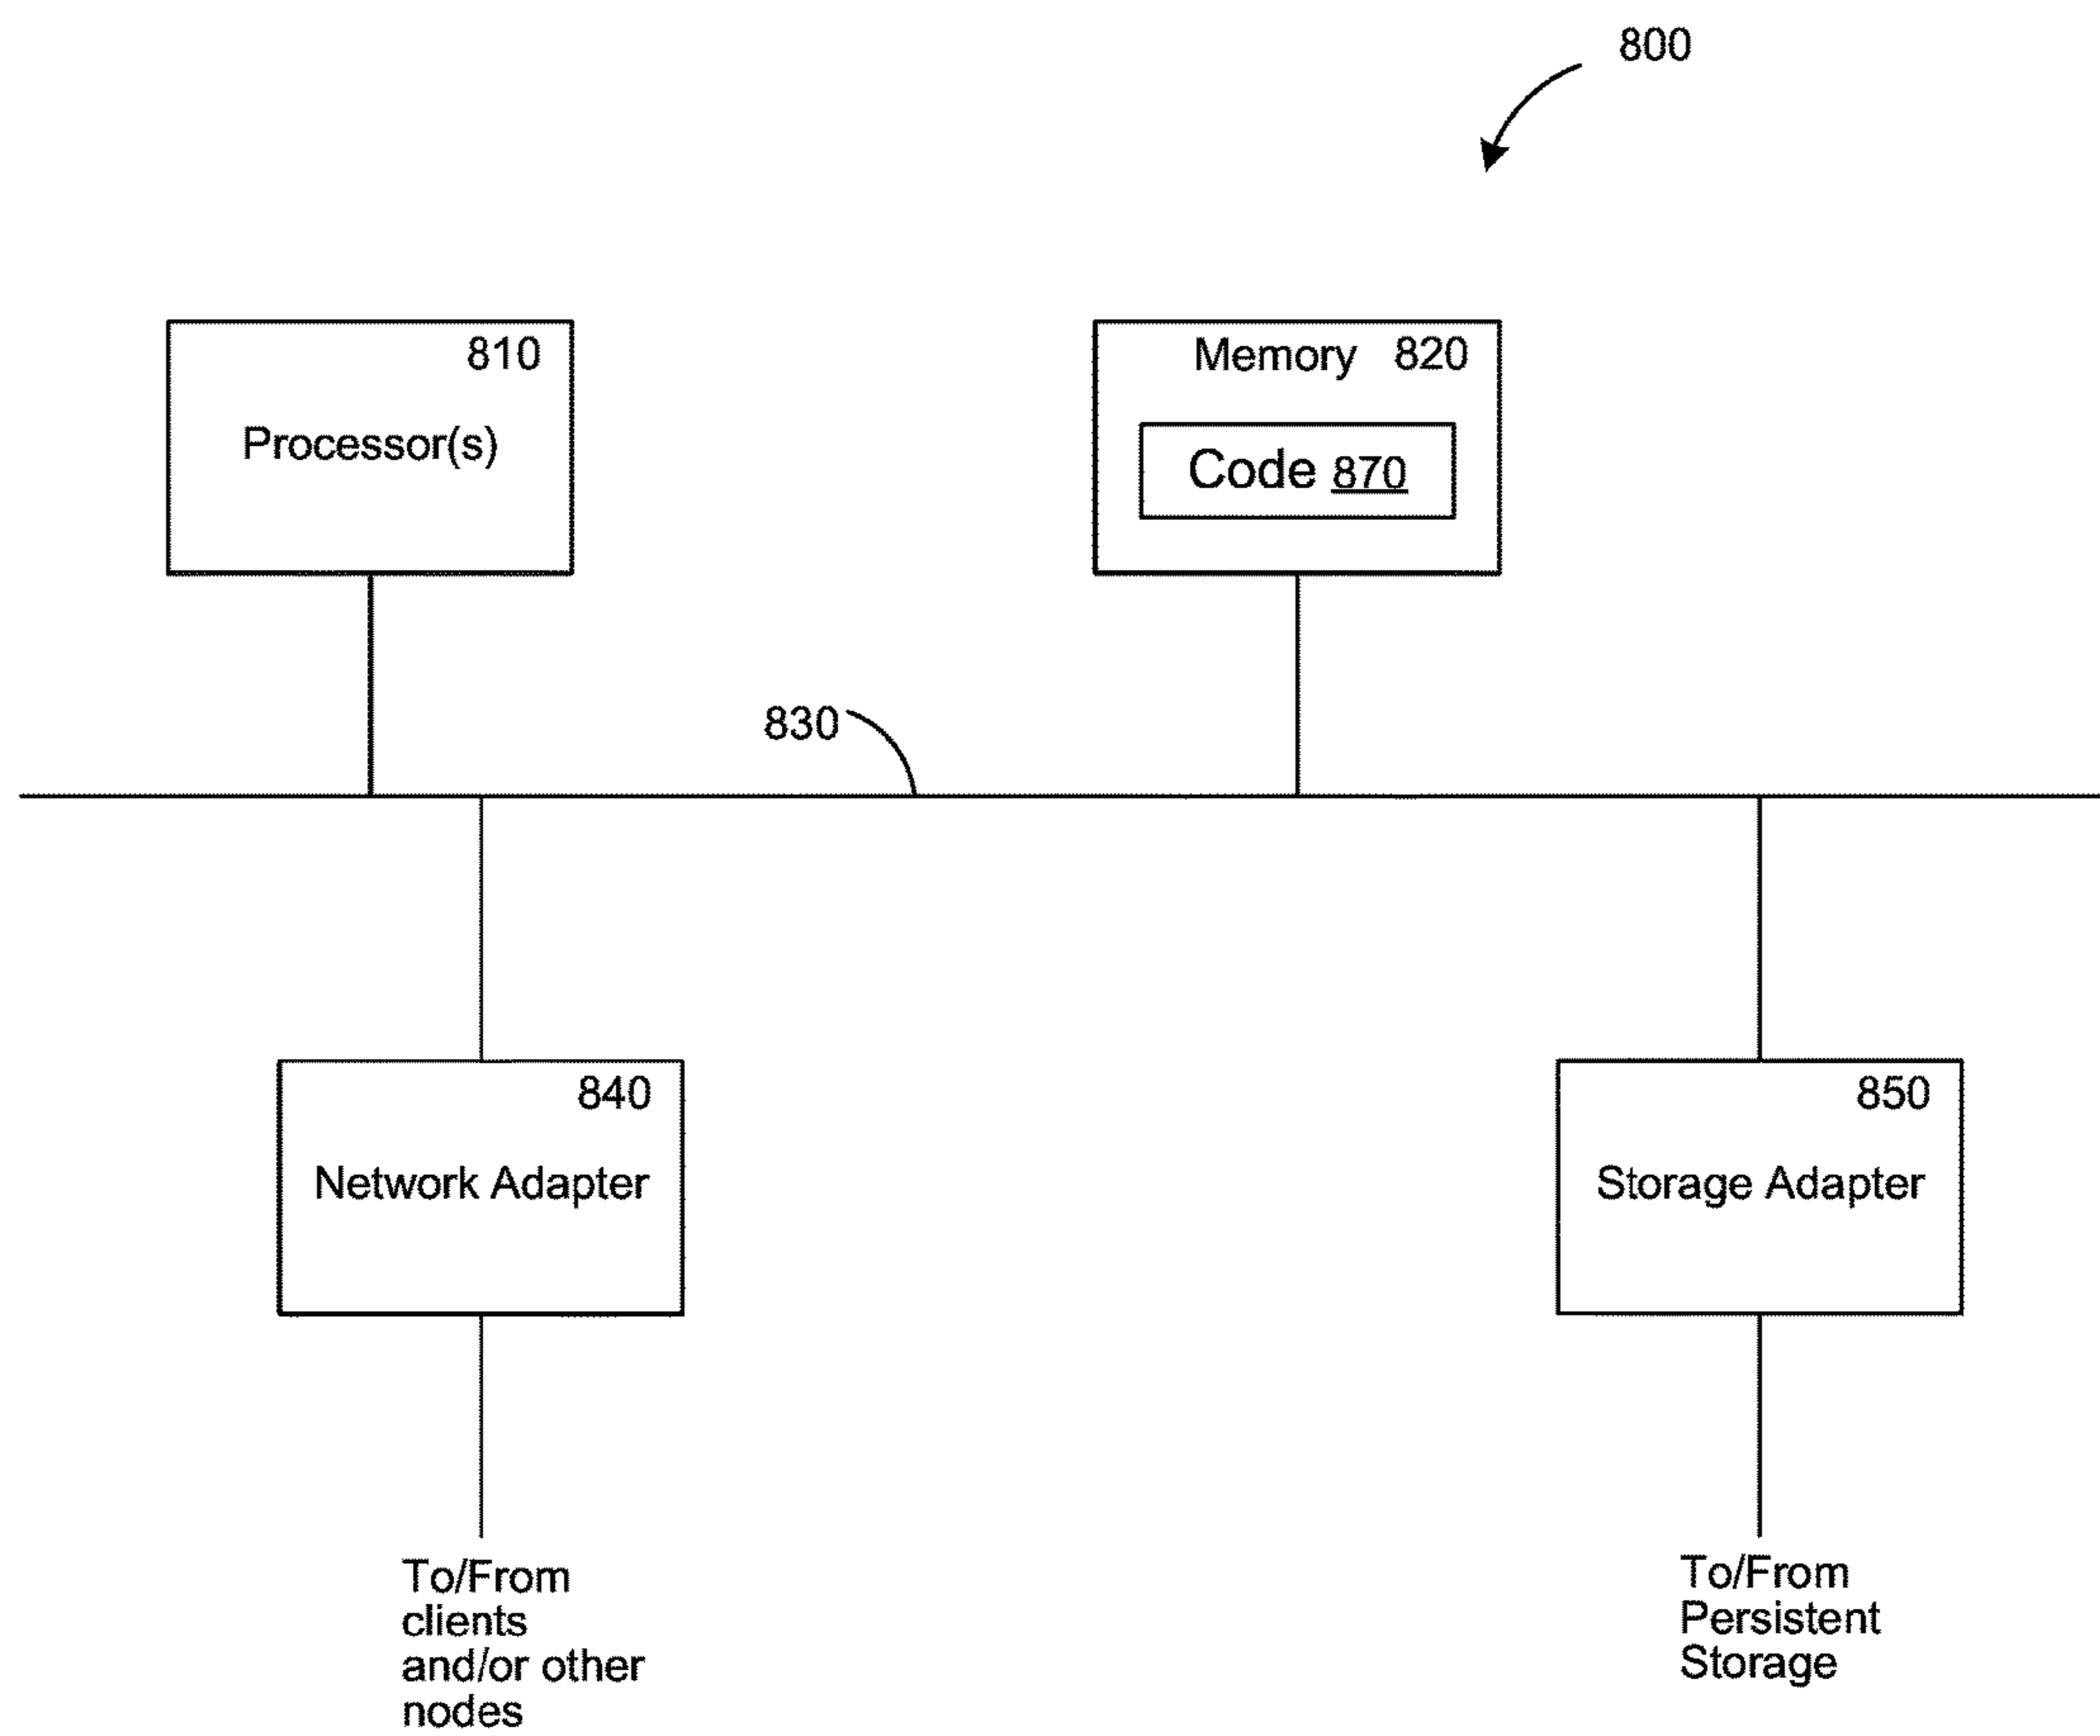 800
810
Processor(s)
Memory 820
Code 870
830
840
Network Adapter
850
Storage Adapter
To/From
clients
and/or other
nodes
To/From
Persistent
Storage